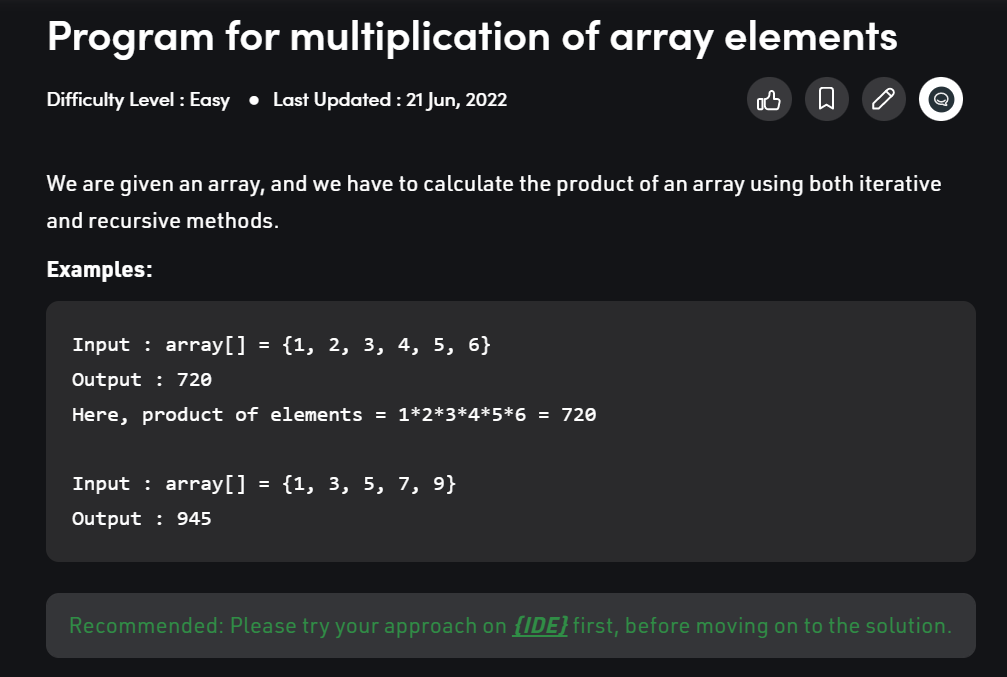 Program for multiplication of array elements
Difficulty Level : Easy ● Last Updated : 21 Jun, 2022
We are given an array, and we have to calculate the product of an array using both iterative
and recursive methods.
Examples:
Input : array[] = {1, 2, 3, 4, 5, 6}
Output : 720
Here, product of elements = 1*2*3*4*5*6 = 720
Input : array[] = {1, 3, 5, 7, 9}
Output : 945
Recommended: Please try your approach on {IDE} first, before moving on to the solution.